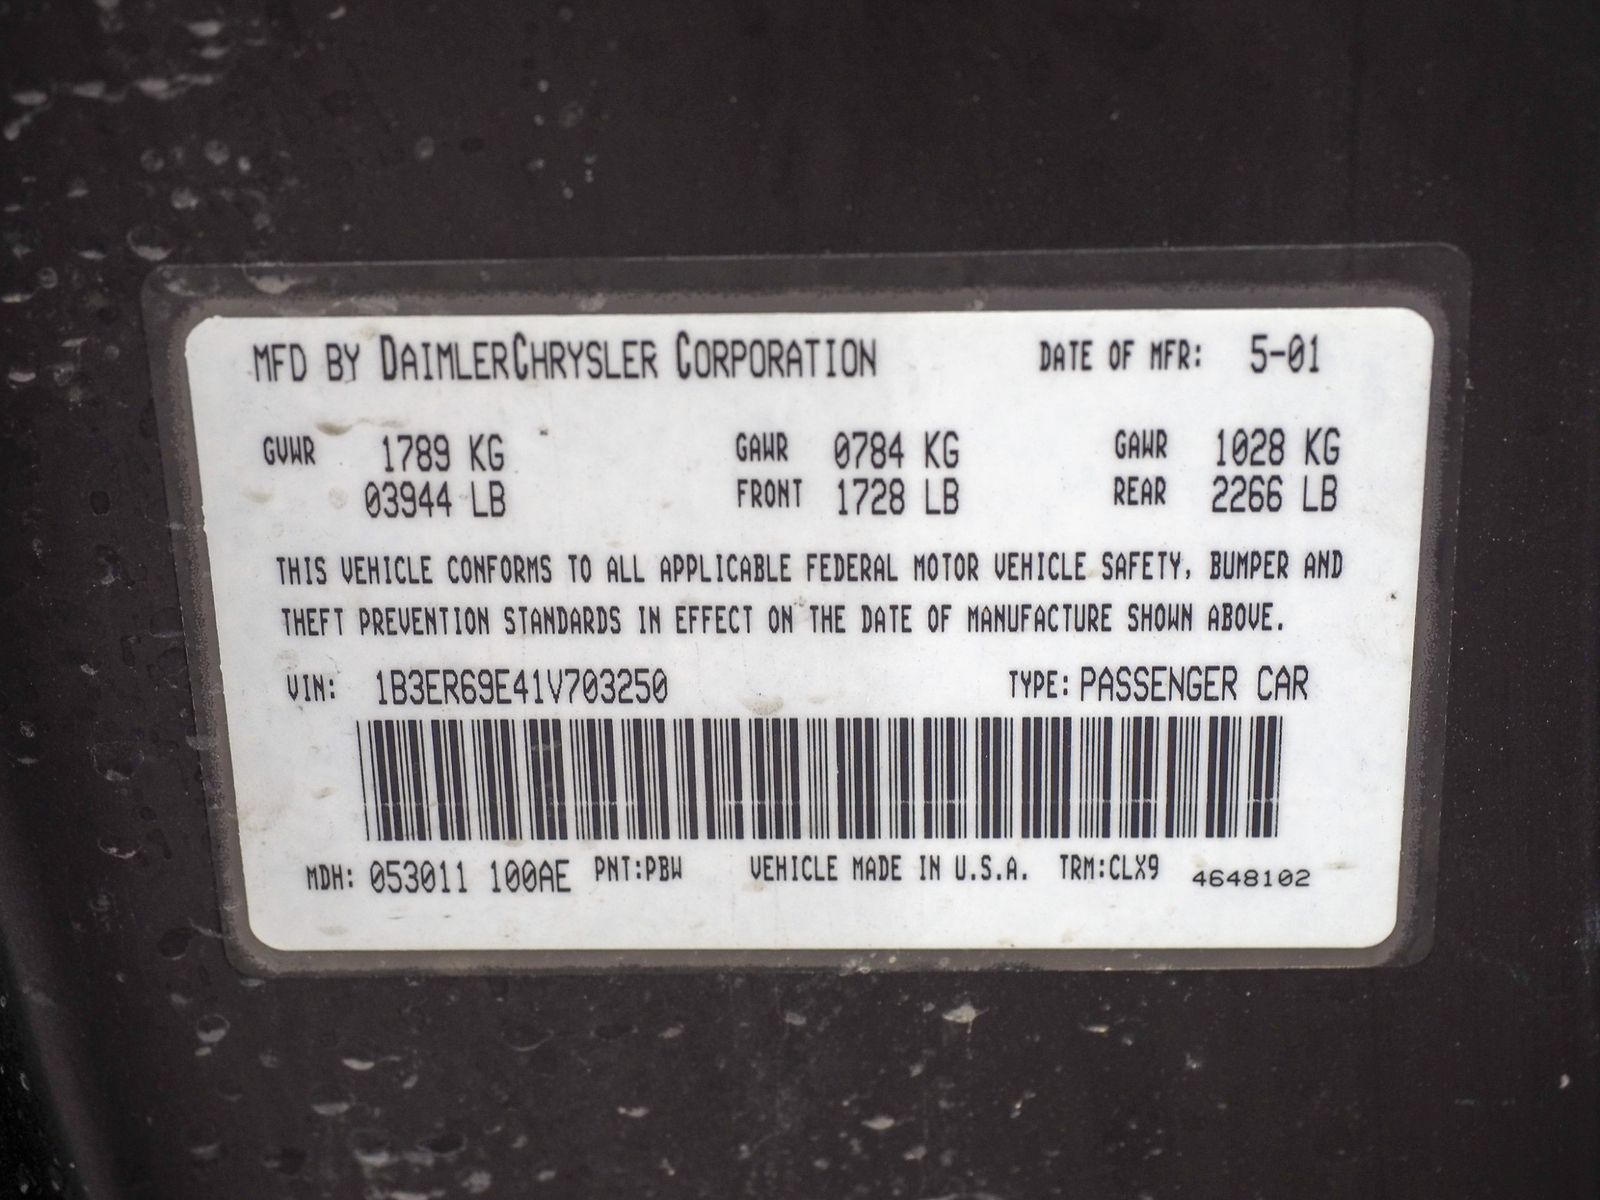 MFD BY DAIMLERCHRYSLER CORPORATION DATE OF MFR: 5-01
GVWR 1789 KG GAWR 0784 KG GAWR 1028 KG
03944 LB FRONT 1728 LB REAR 2266 LB
THIS VEHICLE CONFORMS TO ALL APPLICABLE FEDERAL MOTOR VEHICLE SAFETY, BUMPER AND
THEFT PREVENTION STANDARDS IN EFFECT ON THE DATE OF MANUFACTURE SHOWN ABOVE.
VIN: 1B3ER69E41V703250 TYPE: PASSENGER CAR
MDH: 053011 100AE PNT:PBW VEHICLE MADE IN U.S.A. TRM:CLX9 4648102